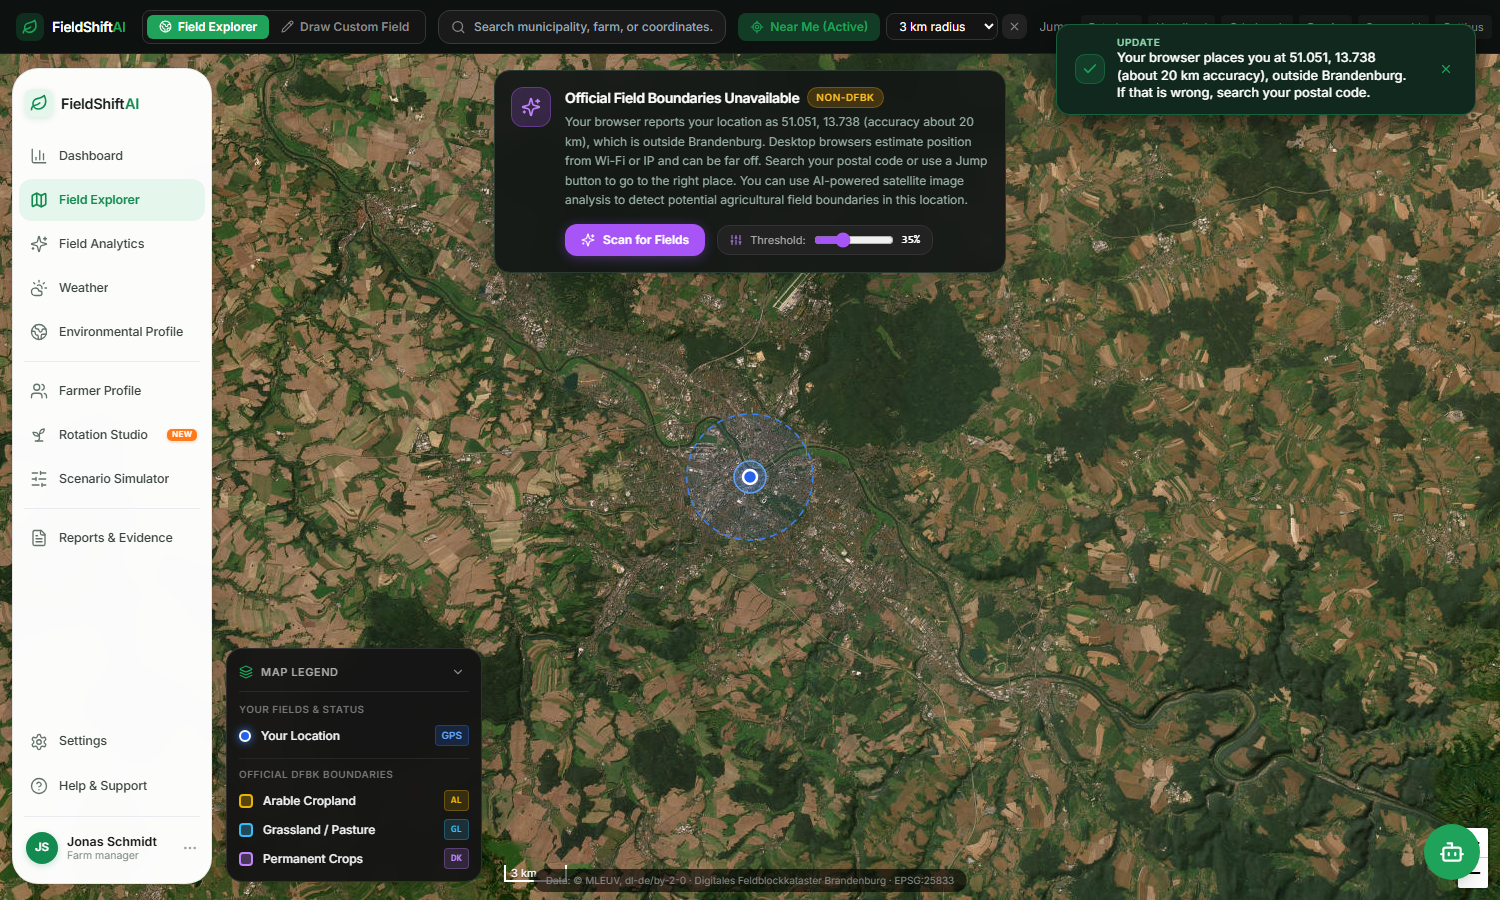 FieldShiftAI
Field Explorer
Draw Custom Field
Search municipality, farm, or coordinates.
Near Me (Active)
3 km radius
UPDATE
Your browser places you at 51.051, 13.738
(about 20 km accuracy), outside Brandenburg.
If that is wrong, search your postal code.
FieldShiftAI
Dashboard
Field Explorer
Field Analytics
Weather
Environmental Profile
Farmer Profile
Rotation Studio
NEW
Scenario Simulator
Reports & Evidence
Settings
Help & Support
JS
Jonas Schmidt
Farm manager
Official Field Boundaries Unavailable
NON-DFBK
Your browser reports your location as 51.051, 13.738 (accuracy about 20
km), which is outside Brandenburg. Desktop browsers estimate position
from Wi-Fi or IP and can be far off. Search your postal code or use a Jump
button to go to the right place. You can use AI-powered satellite image
analysis to detect potential agricultural field boundaries in this location.
Scan for Fields
Threshold:
35%
MAP LEGEND
YOUR FIELDS & STATUS
Your Location
GPS
OFFICIAL DFBK BOUNDARIES
Arable Cropland
AL
Grassland / Pasture
GL
Permanent Crops
DK
3 km
Data: © MLEUV, dl-de/by-2-0 · Digitales Feldblockkataster Brandenburg · EPSG:25833